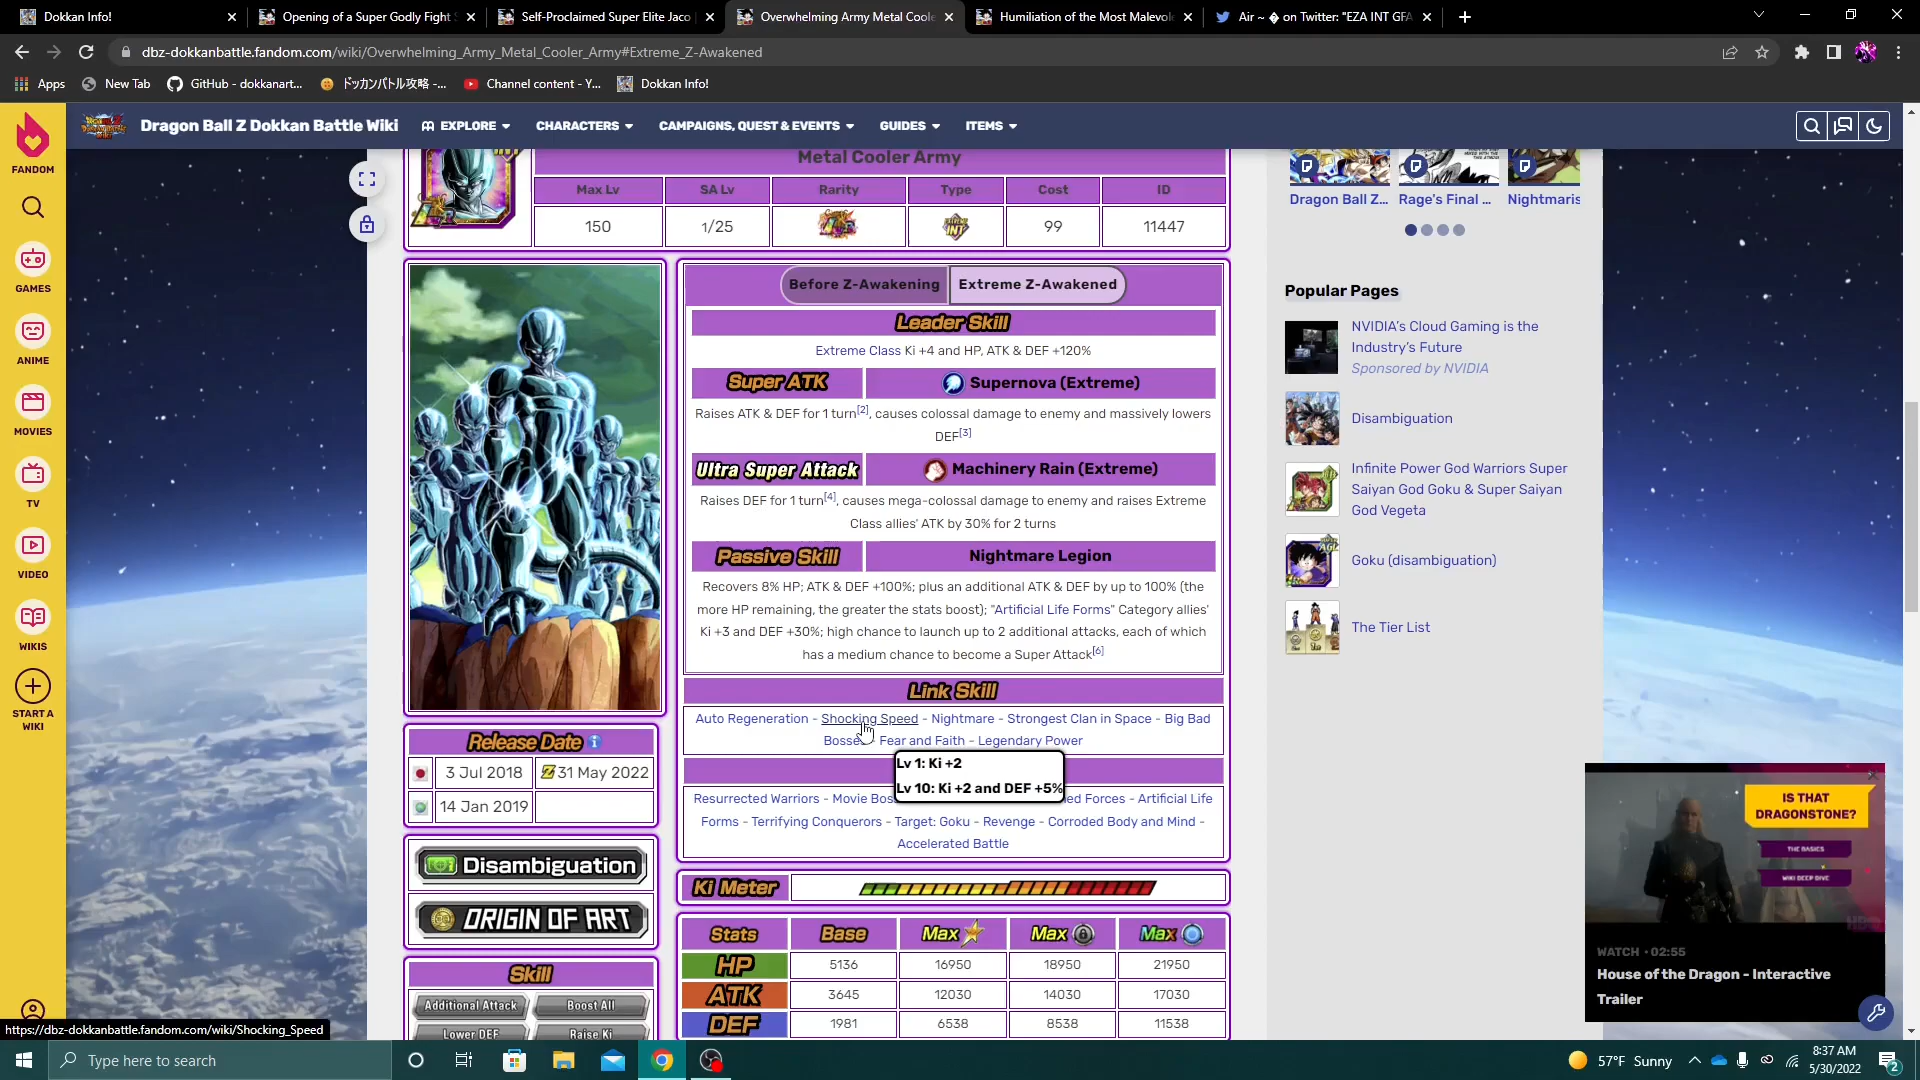 Dokkan Info!
Opening of a Super Godly Fight S
Self-Proclaimed Super Elite Jaco |
Overwhelming Army Metal Coole
Humiliation of the Most Malevole
Air ~ � on Twitter: "EZA INT GFA
dbz-dokkanbattle.fandom.com/wiki/Overwhelming_Army_Metal_Cooler_Army#Extreme_Z-Awakened
Apps
New Tab
GitHub - dokkanart...
ドッカンバトル攻略 -...
Channel content - Y...
Dokkan Info!
Dragon Ball Z Dokkan Battle Wiki
EXPLORE
CHARACTERS
CAMPAIGNS, QUEST & EVENTS
GUIDES
ITEMS
FANDOM
GAMES
ANIME
MOVIES
TV
VIDEO
WIKIS
START A
WIKI
Metal Cooler Army
Max Lv
SA Lv
Rarity
Type
Cost
ID
150
1/25
99
11447
Before Z-Awakening
Extreme Z-Awakened
Leader Skill
Extreme Class Ki +4 and HP, ATK & DEF +120%
Super ATK
Supernova (Extreme)
Raises ATK & DEF for 1 turn[2], causes colossal damage to enemy and massively lowers
DEF[3]
Ultra Super Attack
Machinery Rain (Extreme)
Raises DEF for 1 turn[4], causes mega-colossal damage to enemy and raises Extreme
Class allies' ATK by 30% for 2 turns
Passive Skill
Nightmare Legion
Recovers 8% HP; ATK & DEF +100%; plus an additional ATK & DEF by up to 100% (the
more HP remaining, the greater the stats boost); "Artificial Life Forms" Category allies'
Ki +3 and DEF +30%; high chance to launch up to 2 additional attacks, each of which
has a medium chance to become a Super Attack[6]
Link Skill
Auto Regeneration - Shocking Speed - Nightmare - Strongest Clan in Space - Big Bad
Bosses - Fear and Faith - Legendary Power
Lv 1: Ki +2
Lv 10: Ki +2 and DEF +5%
Resurrected Warriors - Movie Bos
ed Forces - Artificial Life
Forms - Terrifying Conquerors - Target: Goku - Revenge - Corroded Body and Mind -
Accelerated Battle
Release Date
3 Jul 2018
31 May 2022
14 Jan 2019
Disambiguation
ORIGIN OF ART
Skill
Additional Attack
Boost All
Lower DEF
Raise Ki
Ki Meter
Stats
Base
Max
Max
Max
HP
5136
16950
18950
21950
ATK
3645
12030
14030
17030
DEF
1981
6538
8538
11538
Dragon Ball Z...
Rage's Final ...
Nightmaris
Popular Pages
NVIDIA's Cloud Gaming is the
Industry's Future
Sponsored by NVIDIA
Disambiguation
Infinite Power God Warriors Super
Saiyan God Goku & Super Saiyan
God Vegeta
Goku (disambiguation)
The Tier List
IS THAT
DRAGONSTONE?
THE BASICS
WIKI DEEP DIVE
WATCH • 02:55
House of the Dragon - Interactive
Trailer
https://dbz-dokkanbattle.fandom.com/wiki/Shocking_Speed
Type here to search
57°F Sunny
8:37 AM
5/30/2022
2